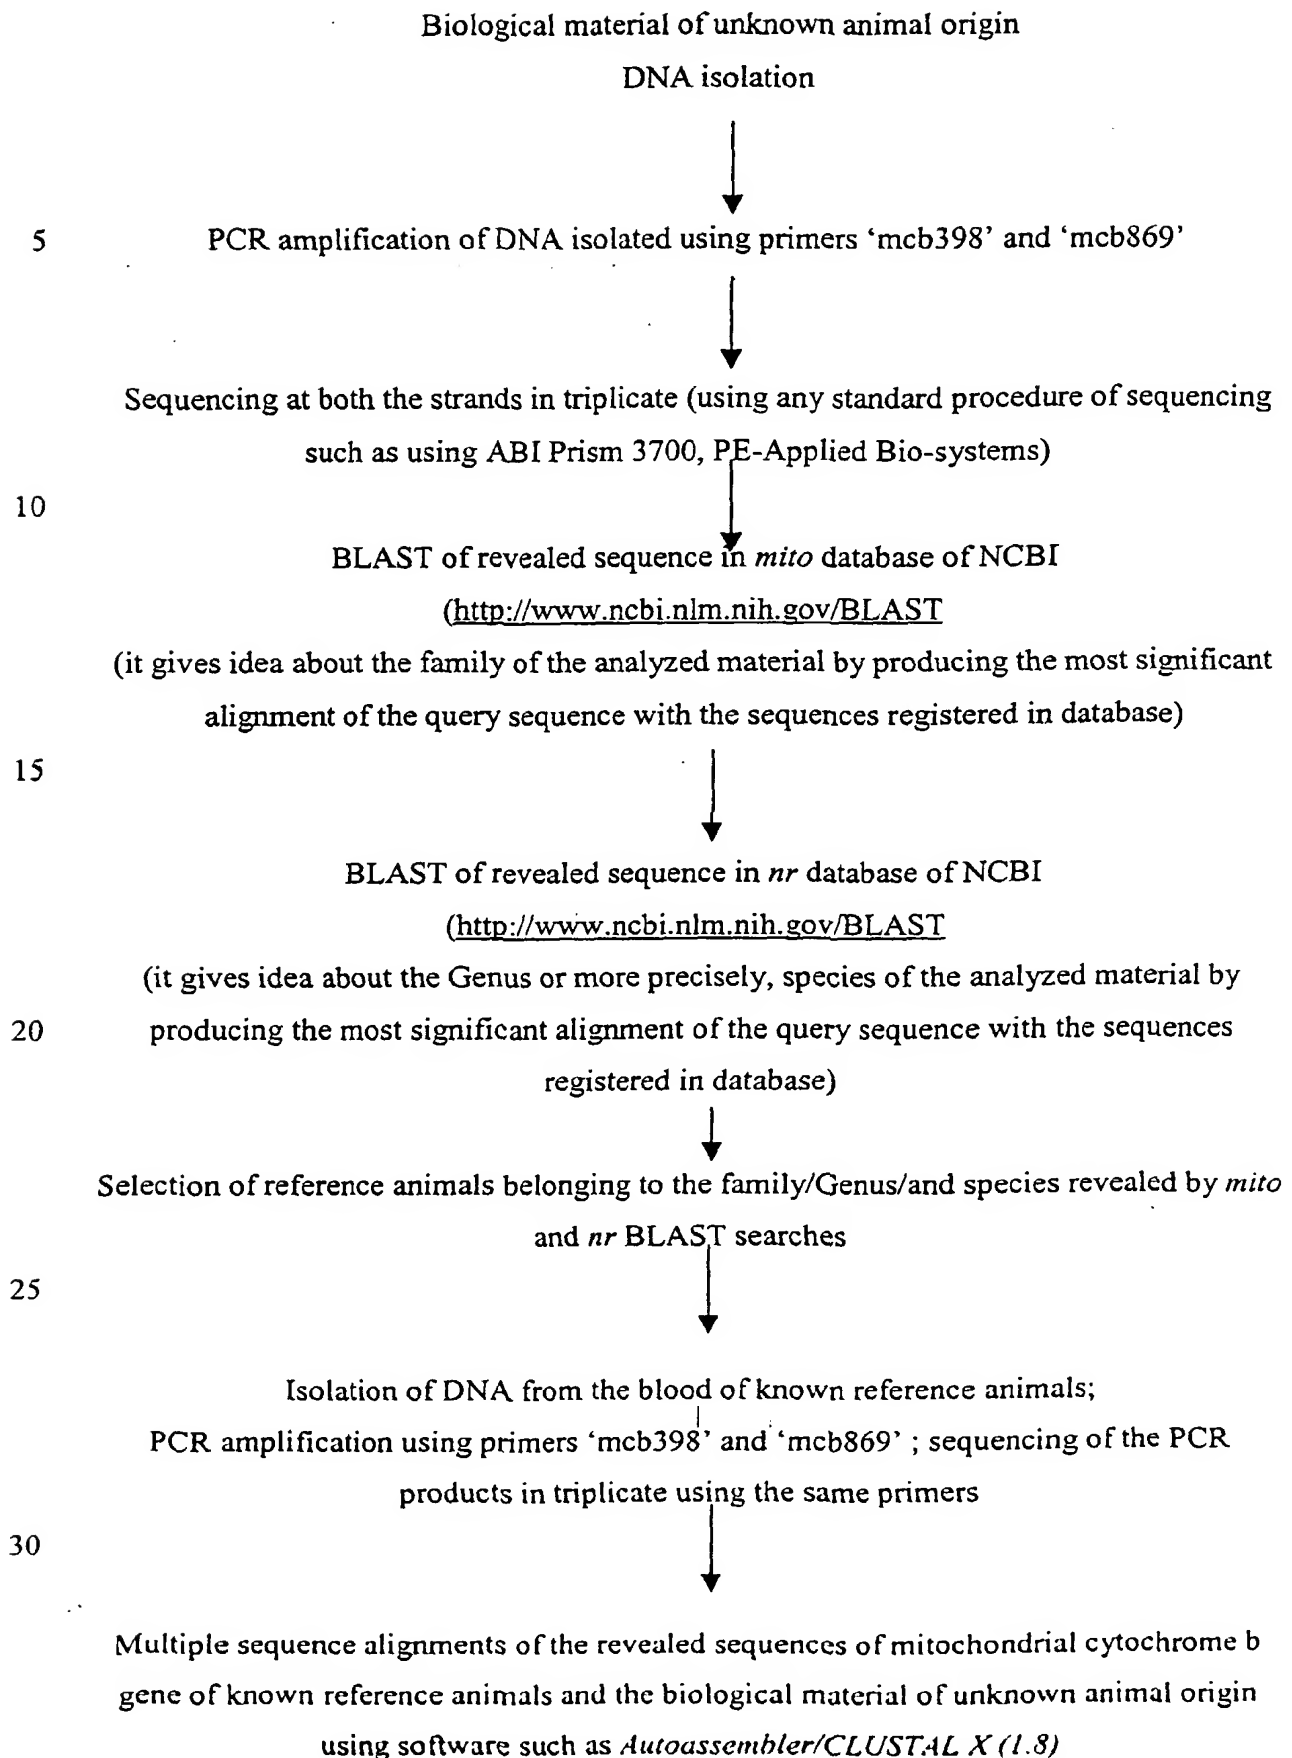 Biological material of unknown animal origin
DNA isolation
5 PCR amplification of DNA isolated using primers ‘mcb398’ and ‘mcb869’
Sequencing at both the strands in triplicate (using any standard procedure of sequencing
such as using ABI Prism 3700, PE-Applied Bio-systems)
10
BLAST of revealed sequence in mito database of NCBI
(http://www.ncbi.nlm.nih.gov/BLAST
(it gives idea about the family of the analyzed material by producing the most significant
alignment of the query sequence with the sequences registered in database)
15
BLAST of revealed sequence in nr database of NCBI
(http://www.ncbi.nlm.nih.gov/BLAST
(it gives idea about the Genus or more precisely, species of the analyzed material by
20 producing the most significant alignment of the query sequence with the sequences
registered in database)
Selection of reference animals belonging to the family/Genus/and species revealed by mito
and nr BLAST searches
25
Isolation of DNA from the blood of known reference animals;
PCR amplification using primers ‘mcb398’ and ‘mcb869’ ; sequencing of the PCR
products in triplicate using the same primers
30
Multiple sequence alignments of the revealed sequences of mitochondrial cytochrome b
gene of known reference animals and the biological material of unknown animal origin
using software such as Autoassembler/CLUSTAL X (1.8)